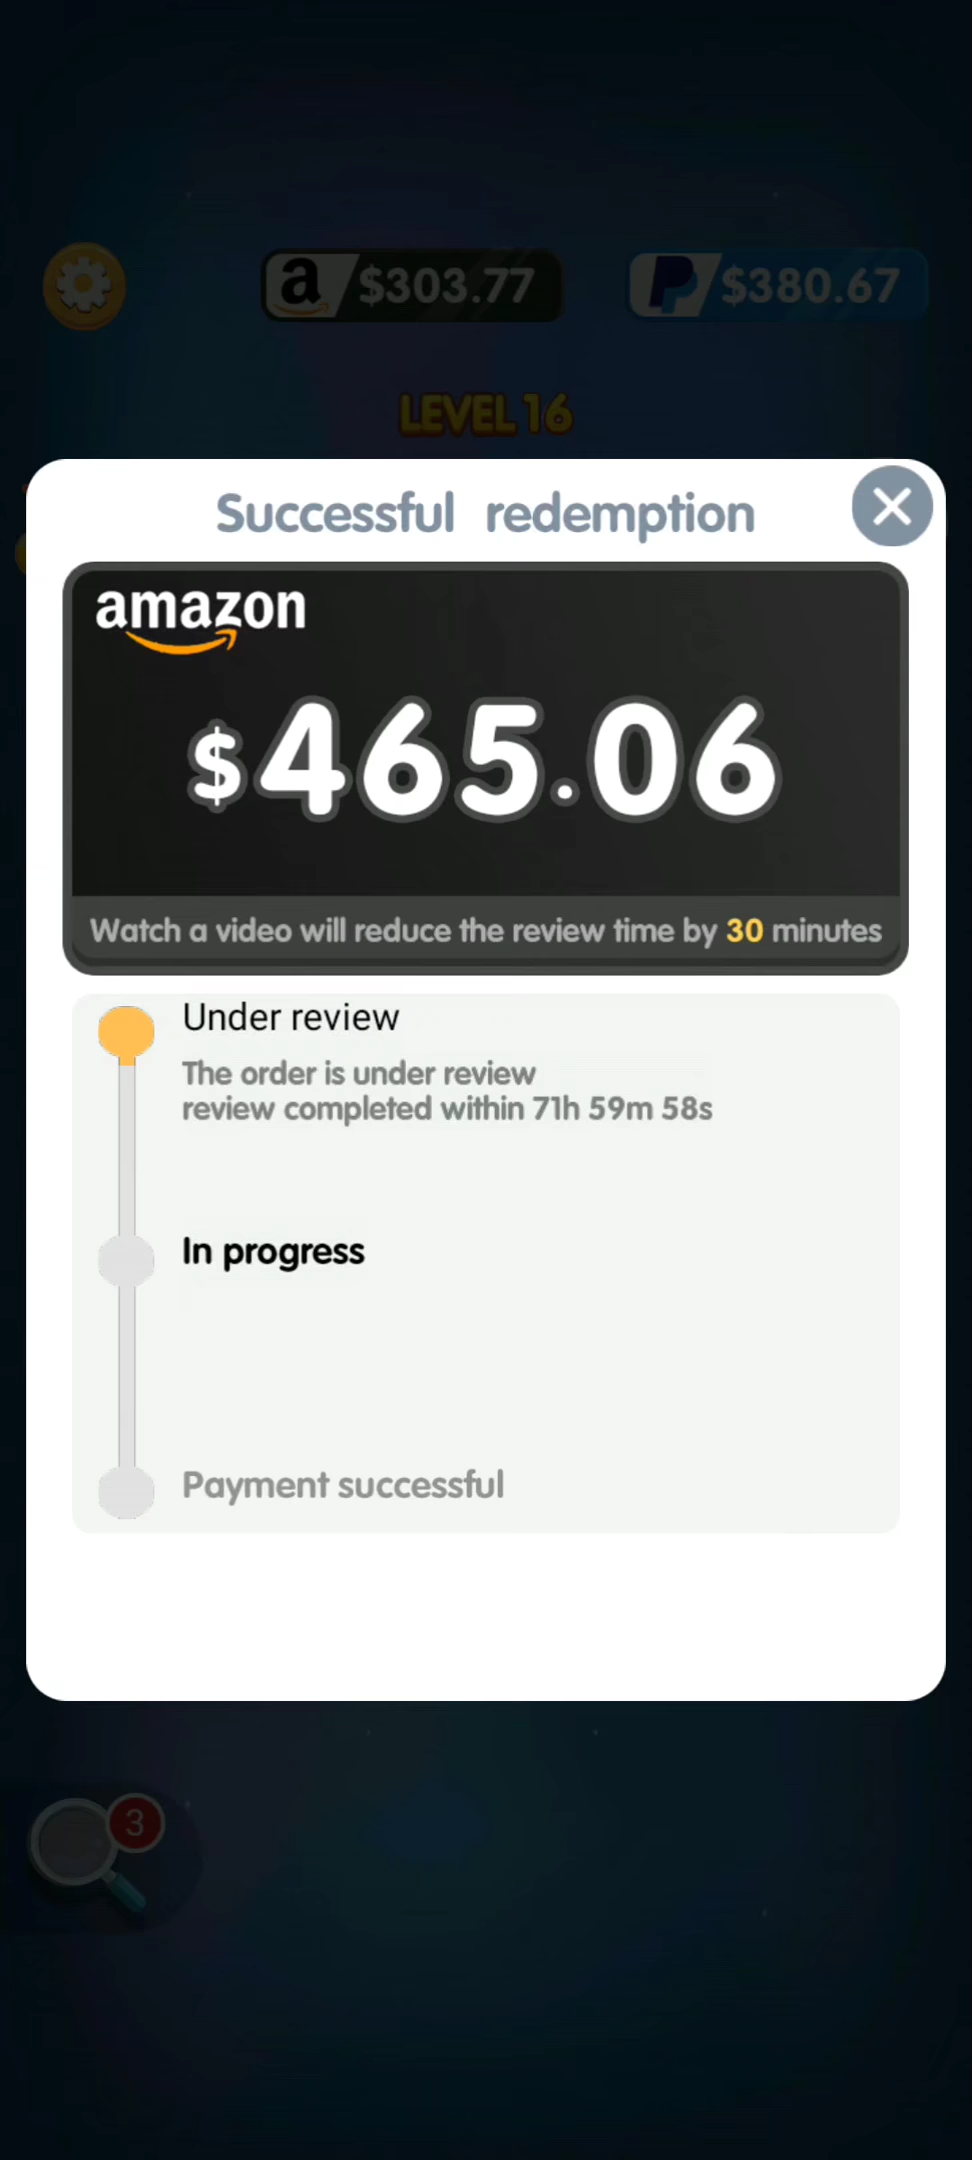 $303.77
$380.67
LEVEL 16
Successful redemption
amazon
$465.06
Watch a video will reduce the review time by 30 minutes
Under review
The order is under review
review completed within 71h 59m 58s
In progress
Payment successful
3